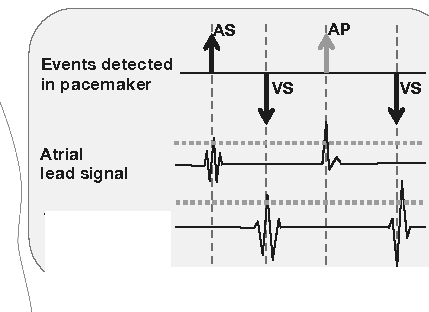 AS
AP
Events detected
in pacemaker
VS
VS
Atrial
lead signal